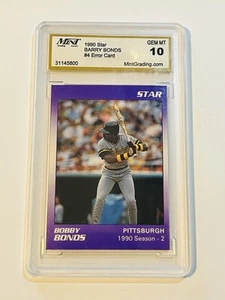 MINT
1990 Star
BARRY BONDS
#4 Error Card
GEM MT
10
31145800
MintGrading.com
STAR
BOBBY
BONDS
PITTSBURGH
1990 Season - 2